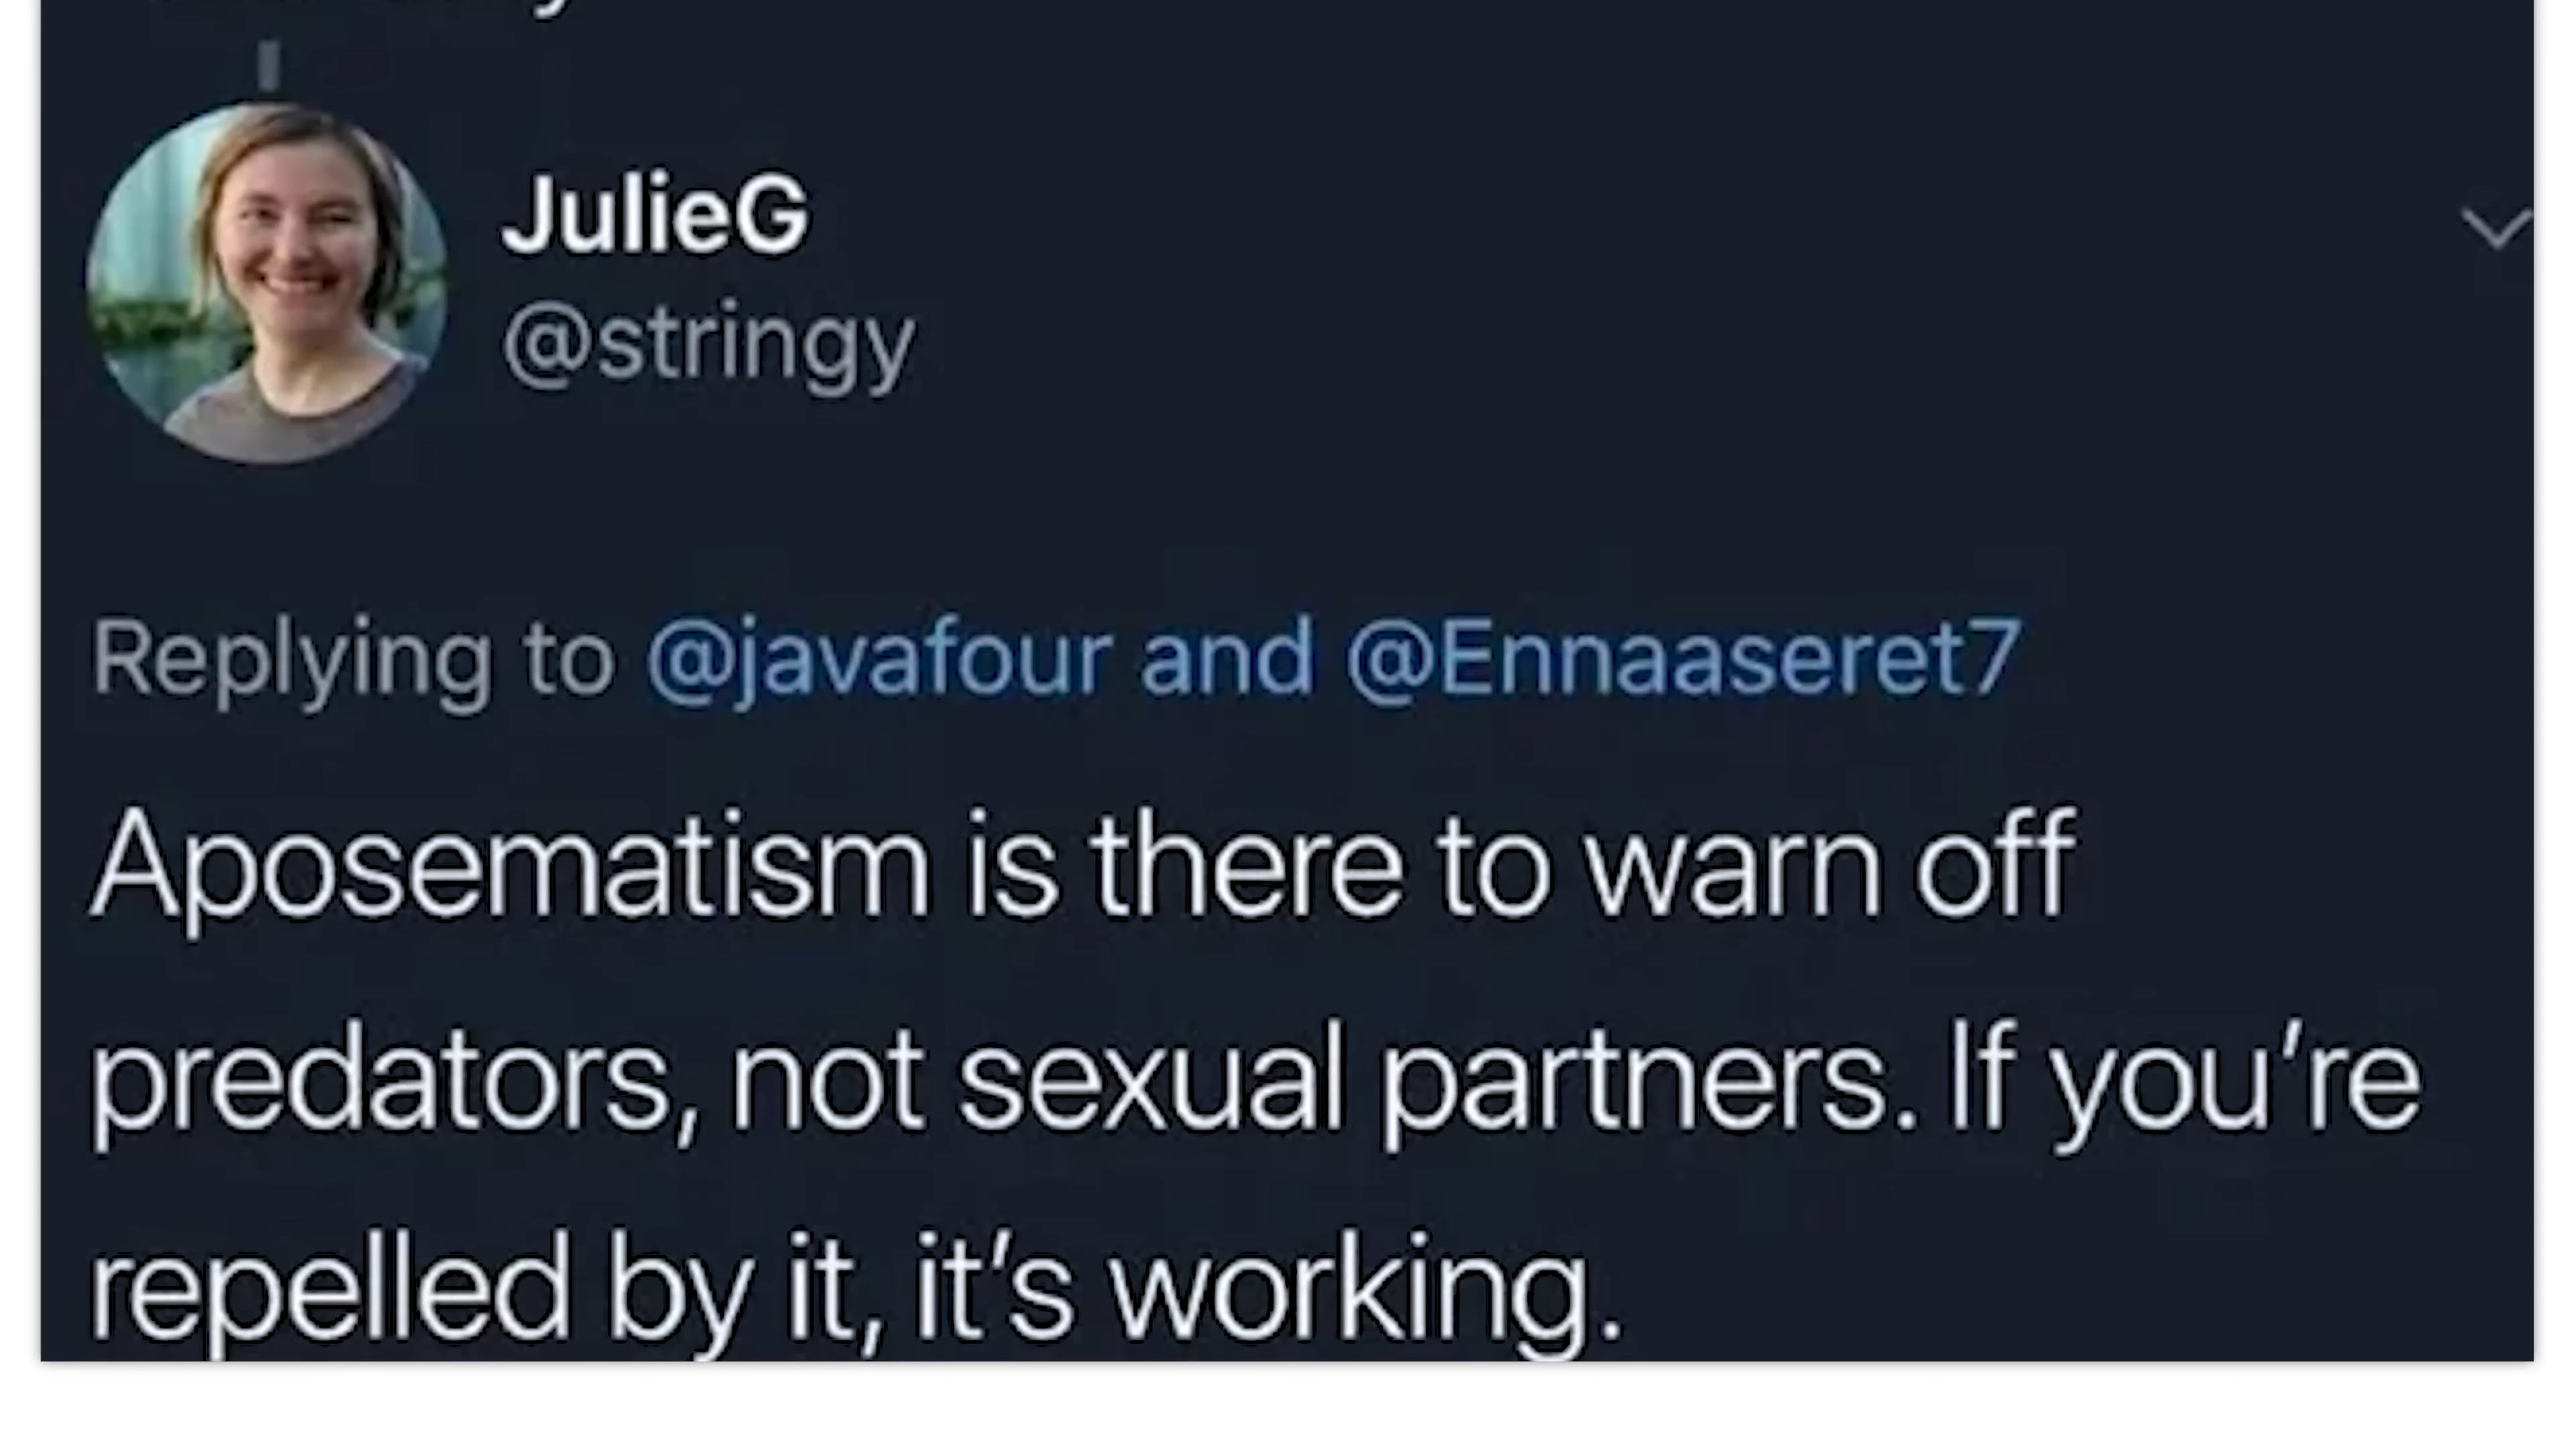 JulieG
@stringy
Replying to @javafour and @Ennaaseret7
Aposematism is there to warn off
predators, not sexual partners. If you’re
repelled by it, it’s working.